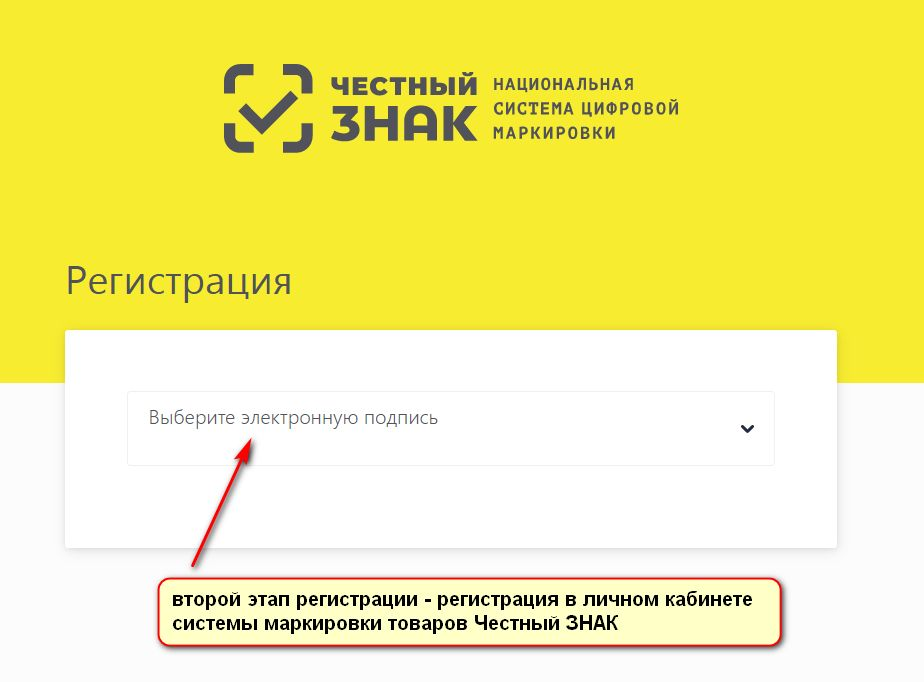 ЧЕСТНЫЙ
ЗНАК
НАЦИОНАЛЬНАЯ
СИСТЕМА ЦИФРОВОЙ
МАРКИРОВКИ
Регистрация
Выберите электронную подпись
второй этап регистрации - регистрация в личном кабинете
системы маркировки товаров Честный ЗНАК